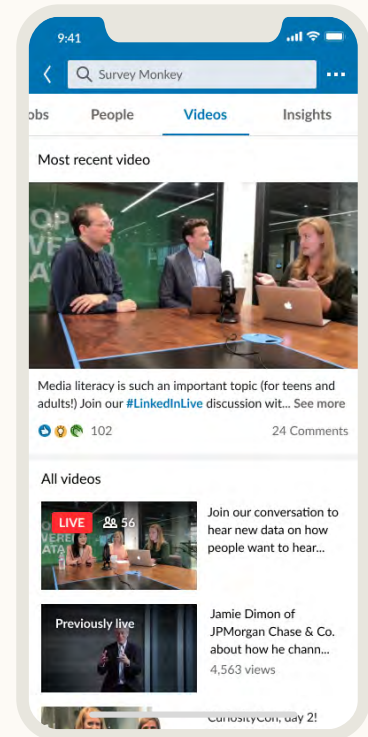 9:41
Survey Monkey
obs People Videos Insights
Most recent video
Media literacy is such an important topic (for teens and
adults!) Join our #LinkedInLive discussion wit... See more
102 24 Comments
All videos
LIVE 56
Join our conversation to
hear new data on how
people want to hear...
Previously live
Jamie Dimon of
JPMorgan Chase & Co.
about how he chann...
4,563 views
CuriosityCon, day 2!